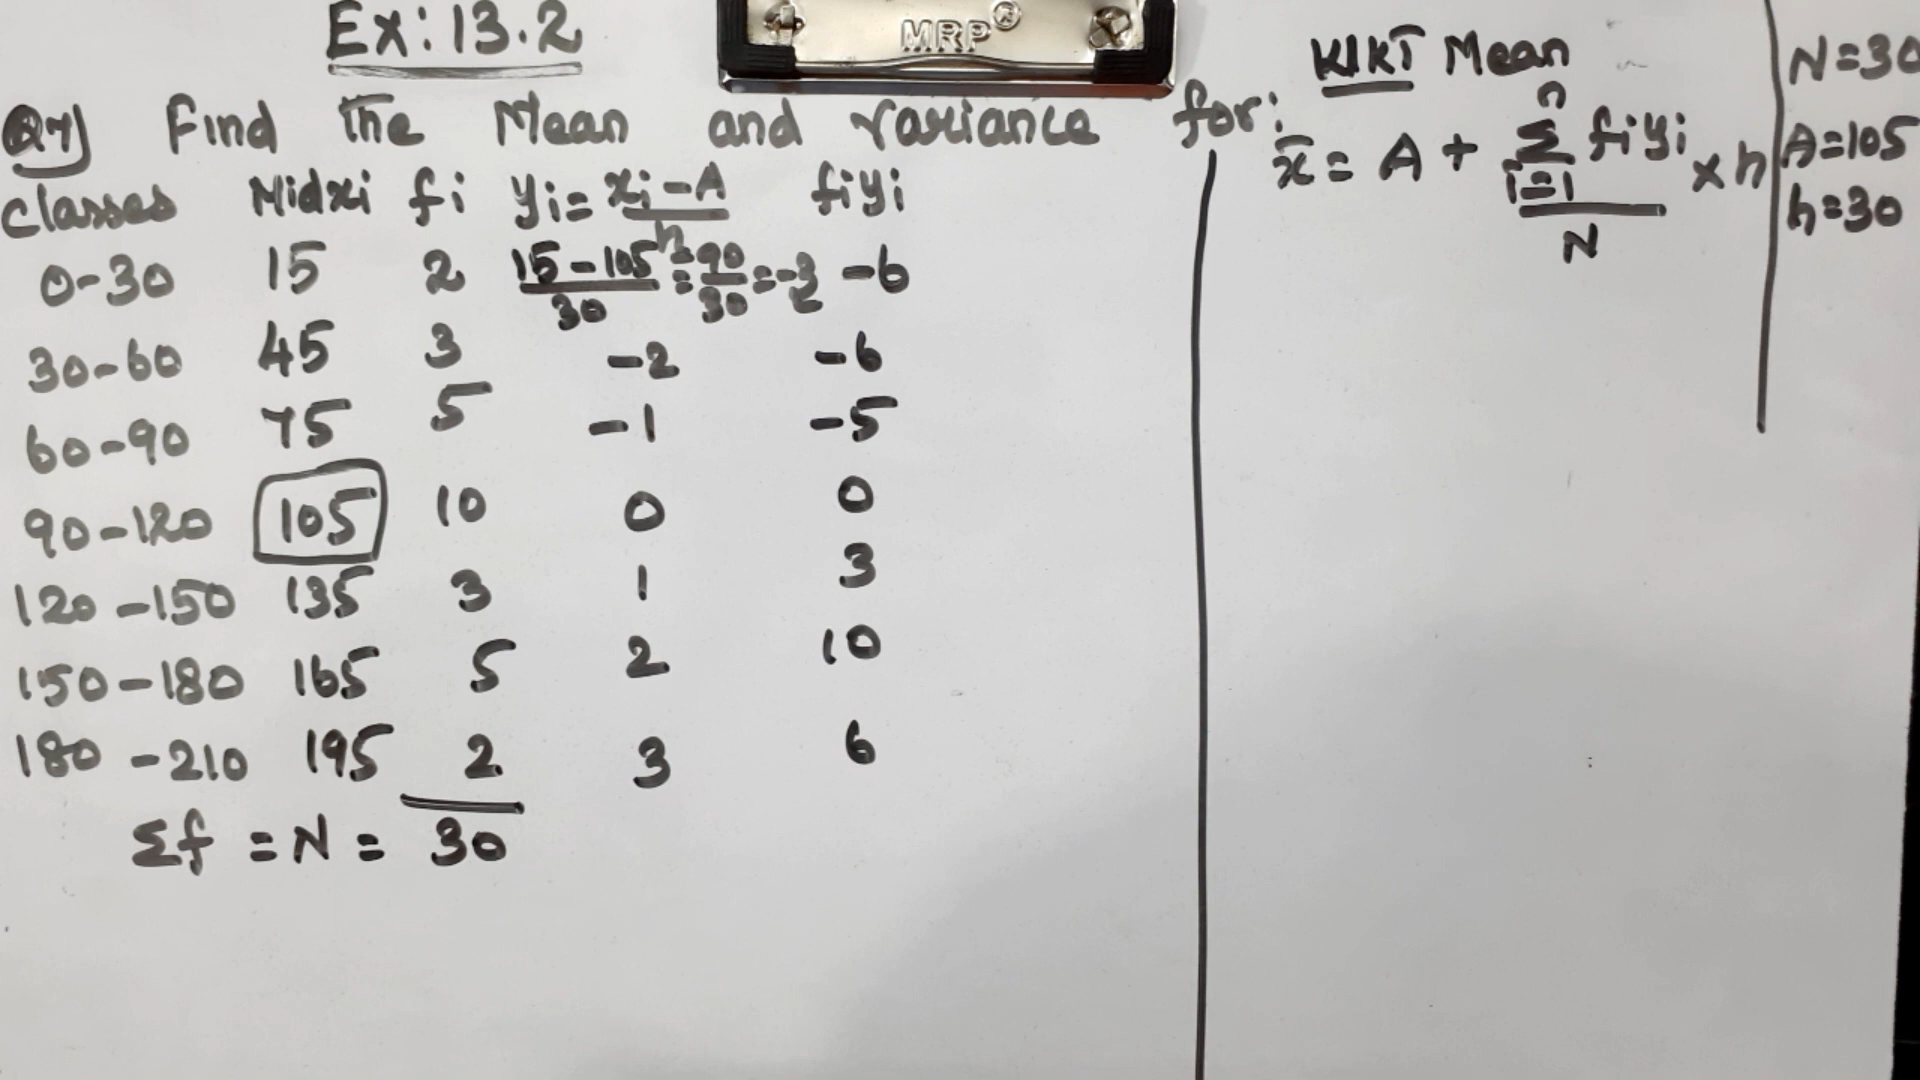 Ex: 13.2
MRP®
Q7) Find the Mean and Variance for:
Classes Midxi fi yi = xi - A / h fiyi
0-30 15 2 15-105/30 = -90/30 = -3 -6
30-60 45 3 -2 -6
60-90 75 5 -1 -5
90-120 105 10 0 0
120-150 135 3 1 3
150-180 165 5 2 10
180-210 195 2 3 6
Σf = N = 30
WKT Mean
x̄ = A + Σ fiyi / N × h
n
i=1
N=30
A=105
h=30